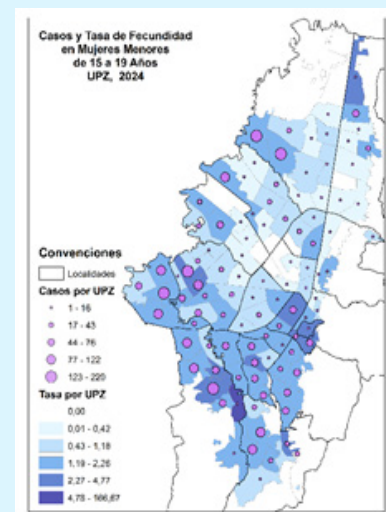 Casos y Tasa de Fecundidad
en Mujeres Menores
de 15 a 19 Años
UPZ, 2024
Convenciones
Localidades
Casos por UPZ
1 - 16
17 - 43
44 - 76
77 - 122
123 - 220
Tasa por UPZ
0,00
0,01 - 0,42
0,43 - 1,18
1,19 - 2,26
2,27 - 4,77
4,78 - 166,67